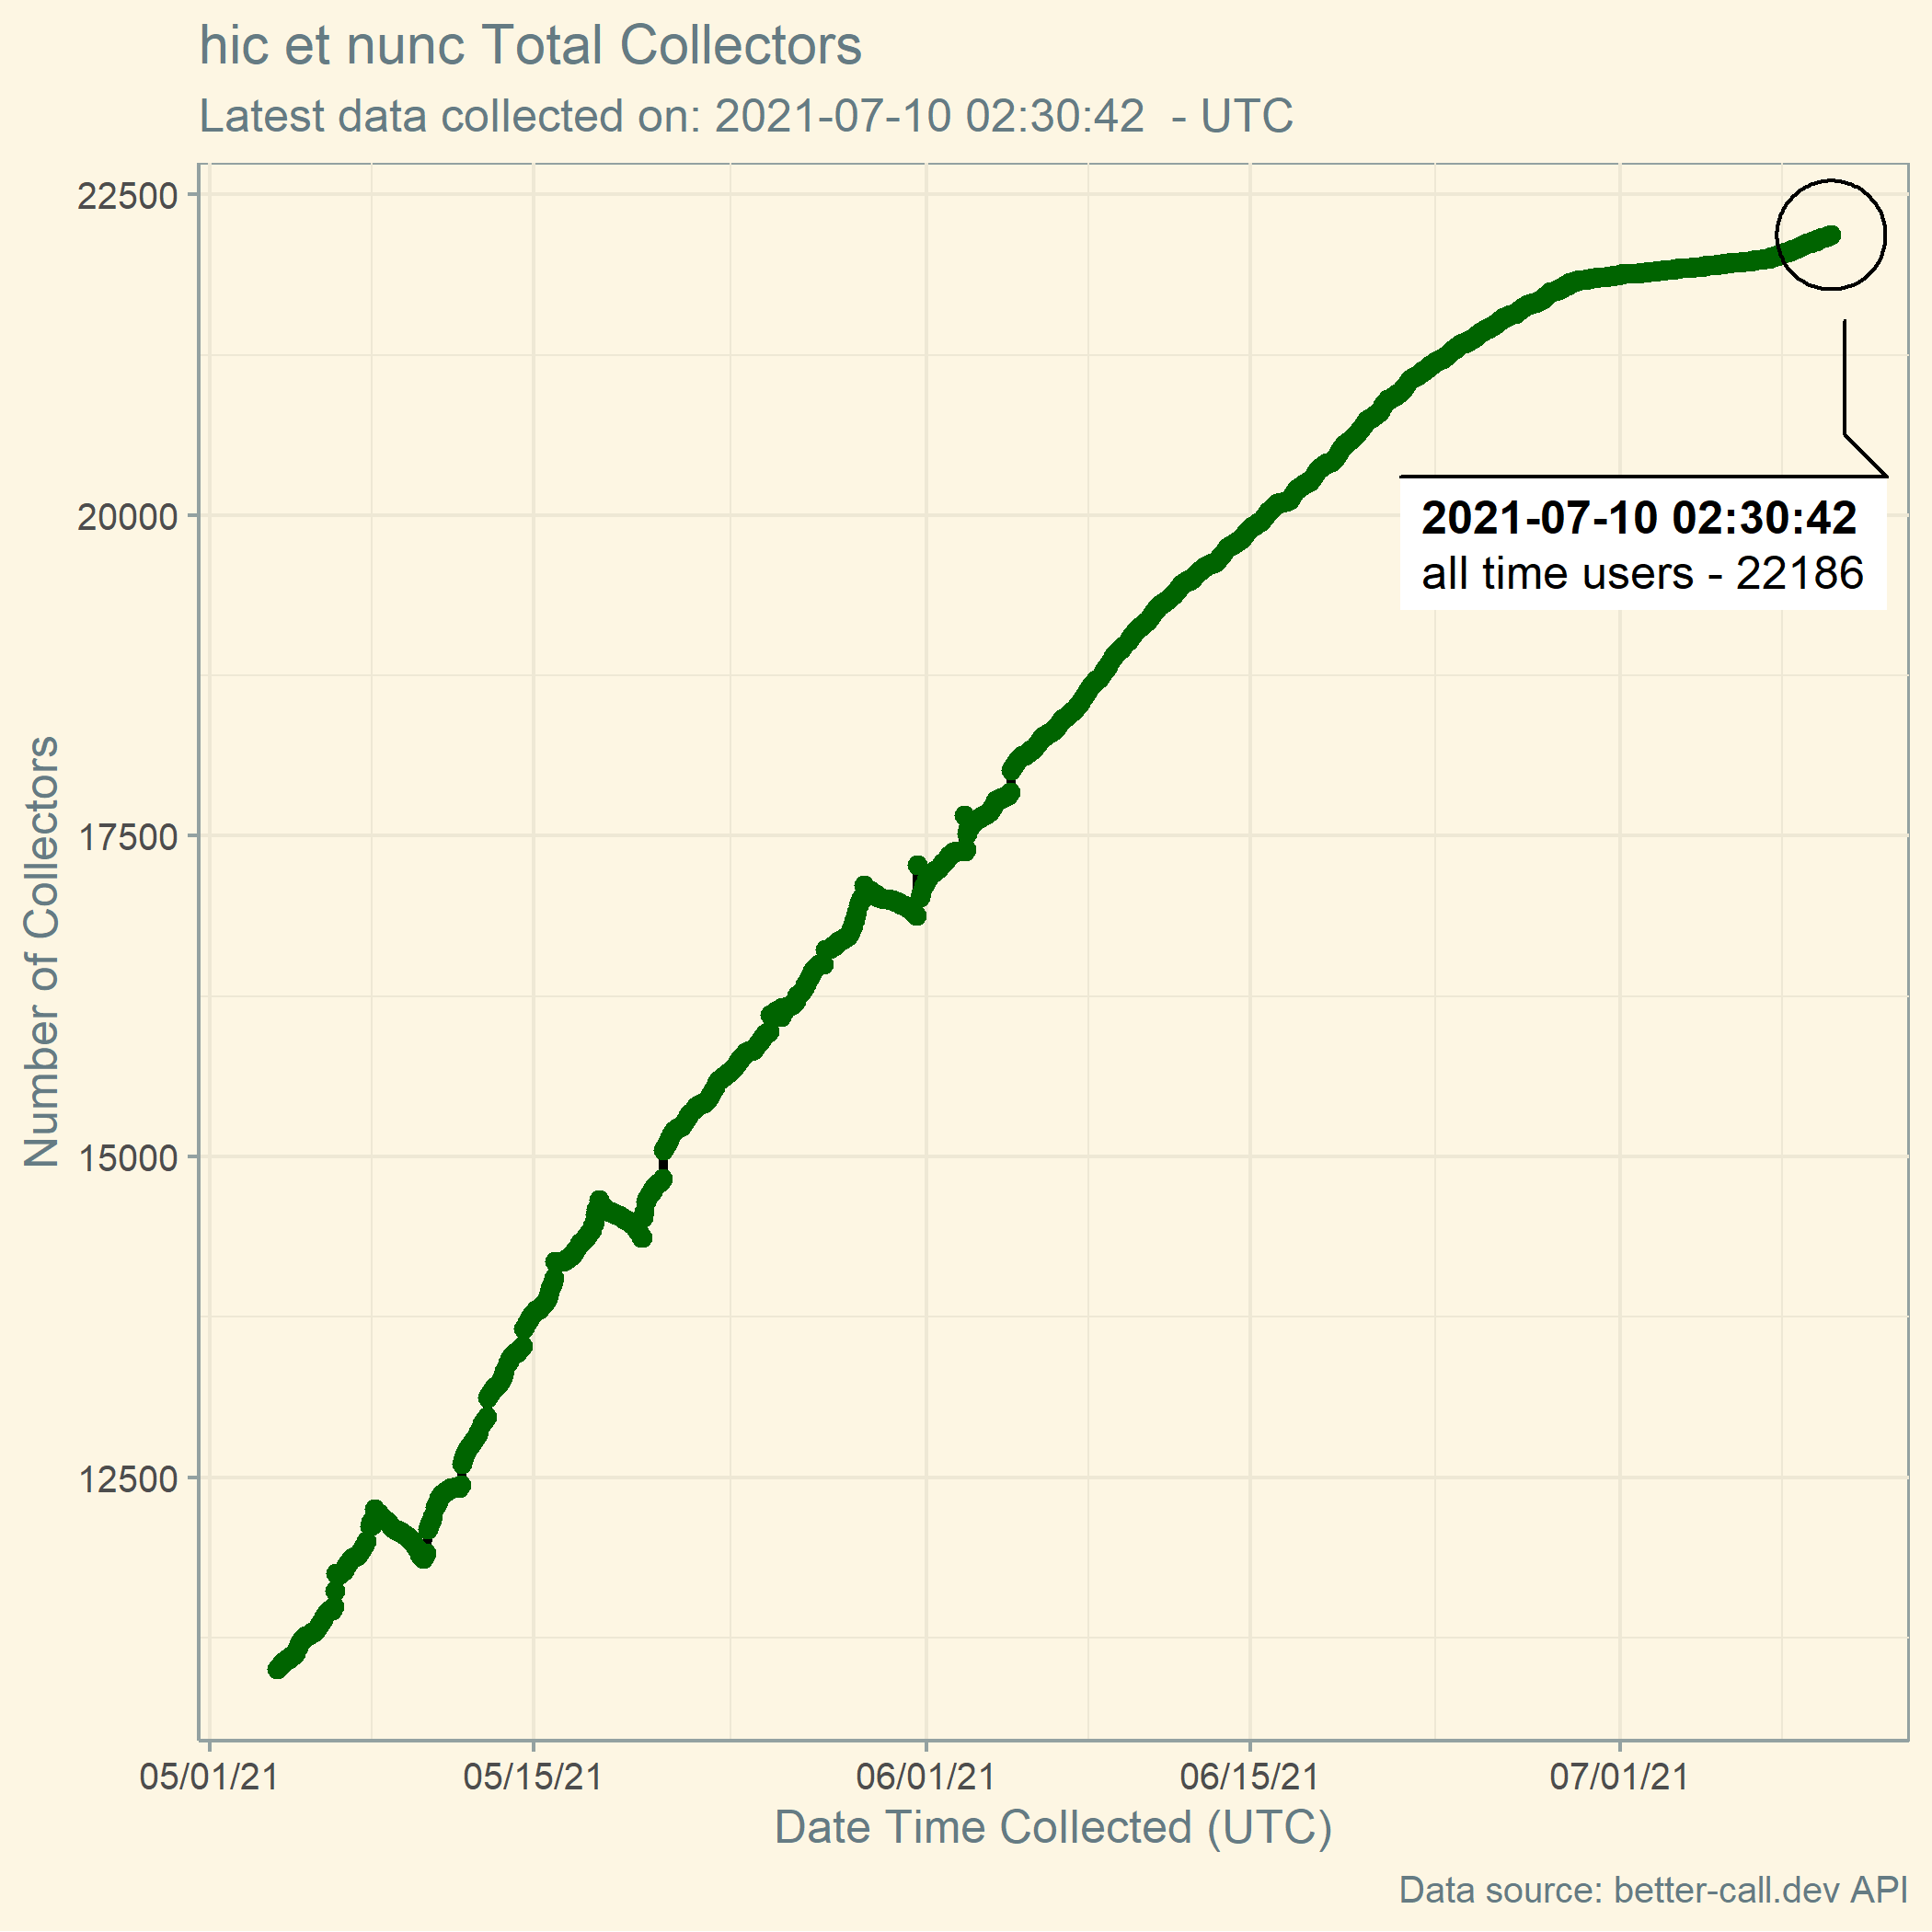 hic et nunc Total Collectors
Latest data collected on: 2021-07-10 02:30:42  - UTC
22500
20000
17500
15000
12500
Number of Collectors
2021-07-10 02:30:42
all time users - 22186
05/01/21 05/15/21 06/01/21 06/15/21 07/01/21
Date Time Collected (UTC)
Data source: better-call.dev API